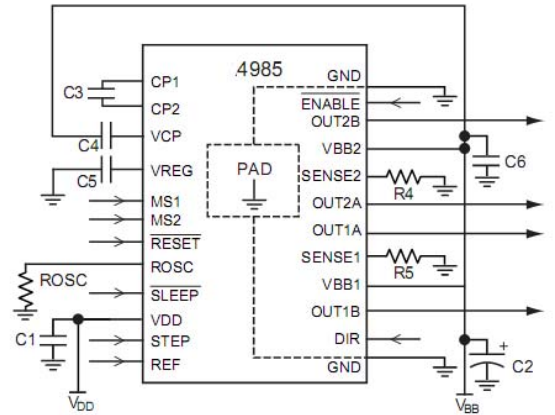 .4985
C3
CP1
CP2
C4
VCP
C5
VREG
MS1
MS2
RESET
ROSC
ROSC
SLEEP
C1
VDD
STEP
REF
VDD
PAD
GND
ENABLE
OUT2B
VBB2
C6
SENSE2
R4
OUT2A
OUT1A
SENSE1
R5
VBB1
OUT1B
DIR
GND
+
C2
VBB